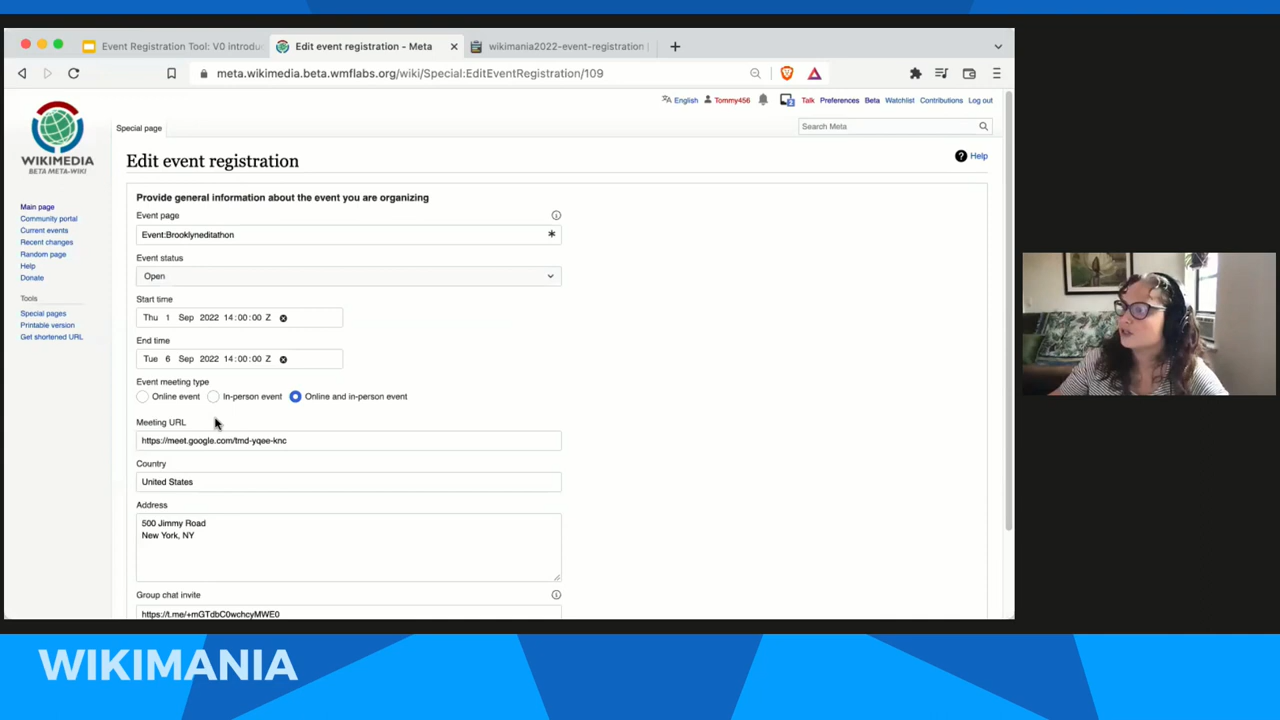 Event Registration Tool: V0 introdu
Edit event registration - Meta
wikimania2022-event-registration
meta.wikimedia.beta.wmflabs.org/wiki/Special:EditEventRegistration/109
English Tommy456 Talk Preferences Beta Watchlist Contributions Log out
Special page
Search Meta
WIKIMEDIA
BETA META-WIKI
Edit event registration
Help
Main page
Community portal
Current events
Recent changes
Random page
Help
Donate
Tools
Special pages
Printable version
Get shortened URL
Provide general information about the event you are organizing
Event page
Event:Brooklyneditathon
Event status
Open
Start time
Thu 1 Sep 2022 14:00:00 Z
End time
Tue 6 Sep 2022 14:00:00 Z
Event meeting type
Online event In-person event Online and in-person event
Meeting URL
https://meet.google.com/tmd-yqee-knc
Country
United States
Address
500 Jimmy Road
New York, NY
Group chat invite
https://t.me/+mGTdbC0wchcyMWE0
WIKIMANIA